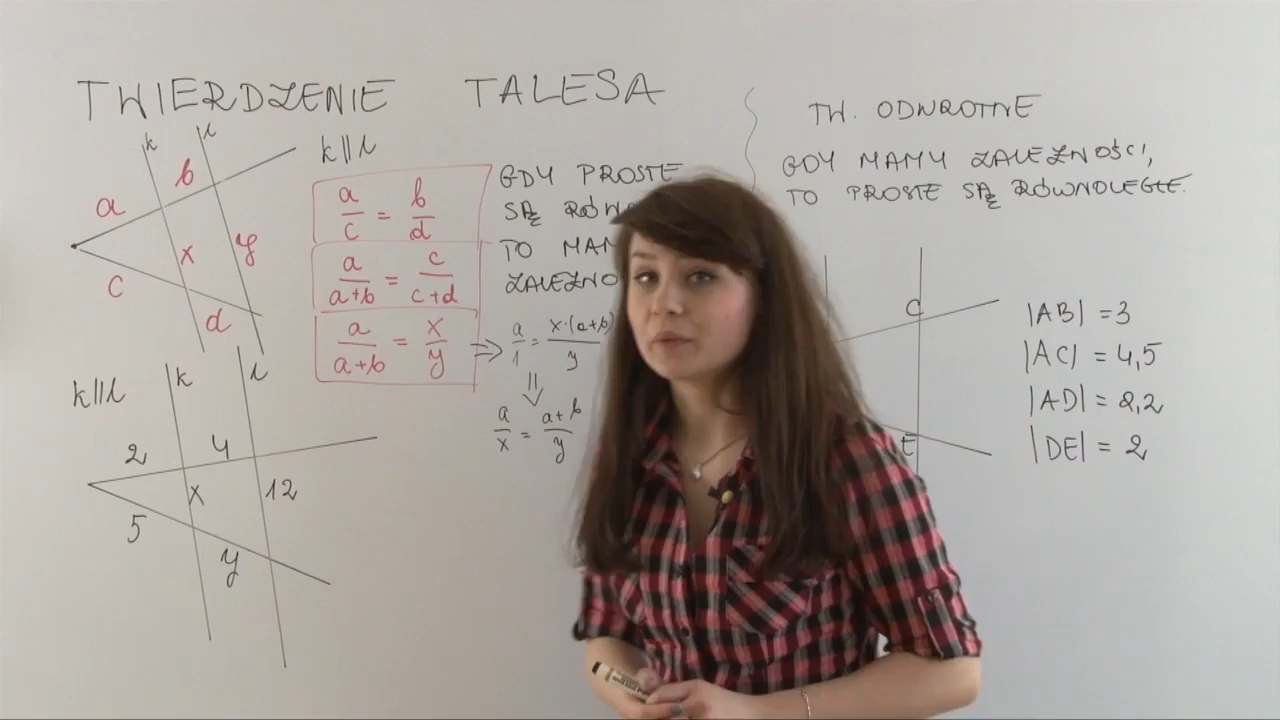 TWIERDZENIE TALESA
k l
k || l
a b
x y
c d
a/c = b/d
a/a+b = c/c+d
a/a+b = x/y
GDY PROSTE
SĄ
TO
⇒ a/1 = x·(a+b)/y
⇓
a/x = a+b/y
k || l
k l
2 4
x 12
5 y
TW. ODWROTNE
GDY MAMY ZALEŻNOŚCI,
TO PROSTE SĄ RÓWNOLEGŁE.
C
E
|AB| = 3
|AC| = 4,5
|AD| = 2,2
|DE| = 2